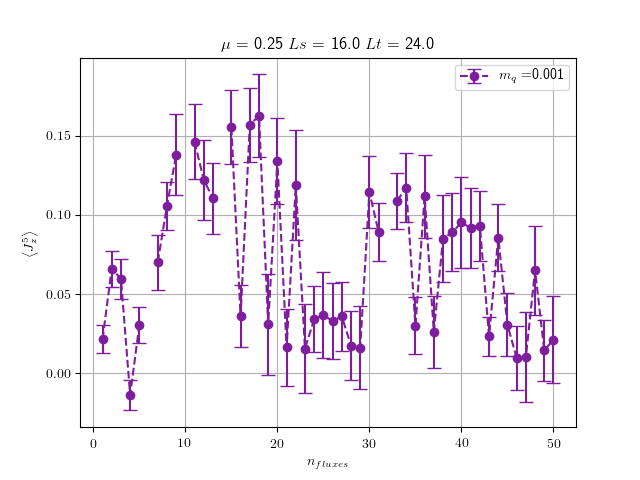 μ = 0.25 Ls = 16.0 Lt = 24.0
m_q =0.001
⟨J_z^5⟩
0.15
0.10
0.05
0.00
0 10 20 30 40 50
n_fluxes